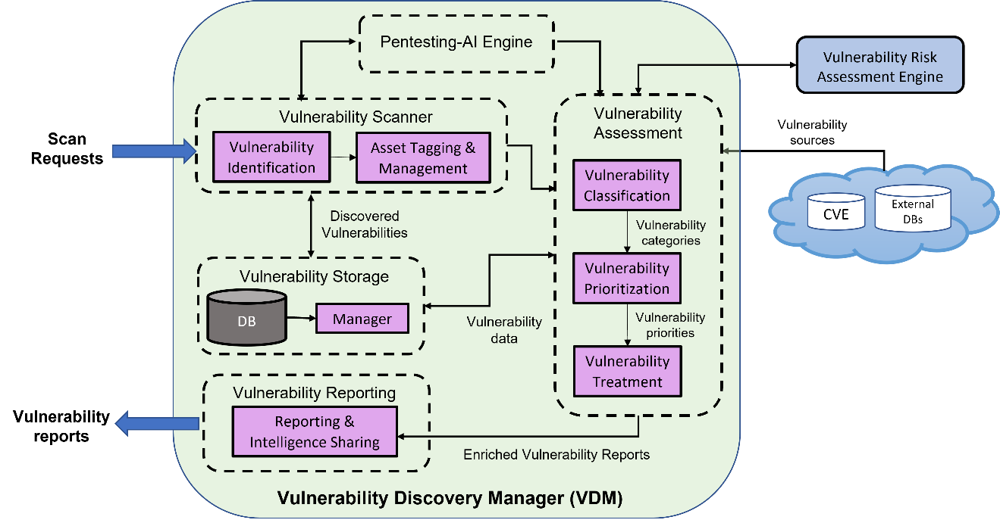 Pentesting-AI Engine
Vulnerability Risk
Assessment Engine
Vulnerability Scanner
Vulnerability
Identification
Asset Tagging &
Management
Scan
Requests
Vulnerability
Assessment
Vulnerability
sources
Vulnerability
Classification
CVE
External
DBs
Discovered
Vulnerabilities
Vulnerability
categories
Vulnerability Storage
DB
Manager
Vulnerability
data
Vulnerability
Prioritization
Vulnerability
priorities
Vulnerability
Treatment
Vulnerability Reporting
Reporting &
Intelligence Sharing
Vulnerability
reports
Enriched Vulnerability Reports
Vulnerability Discovery Manager (VDM)